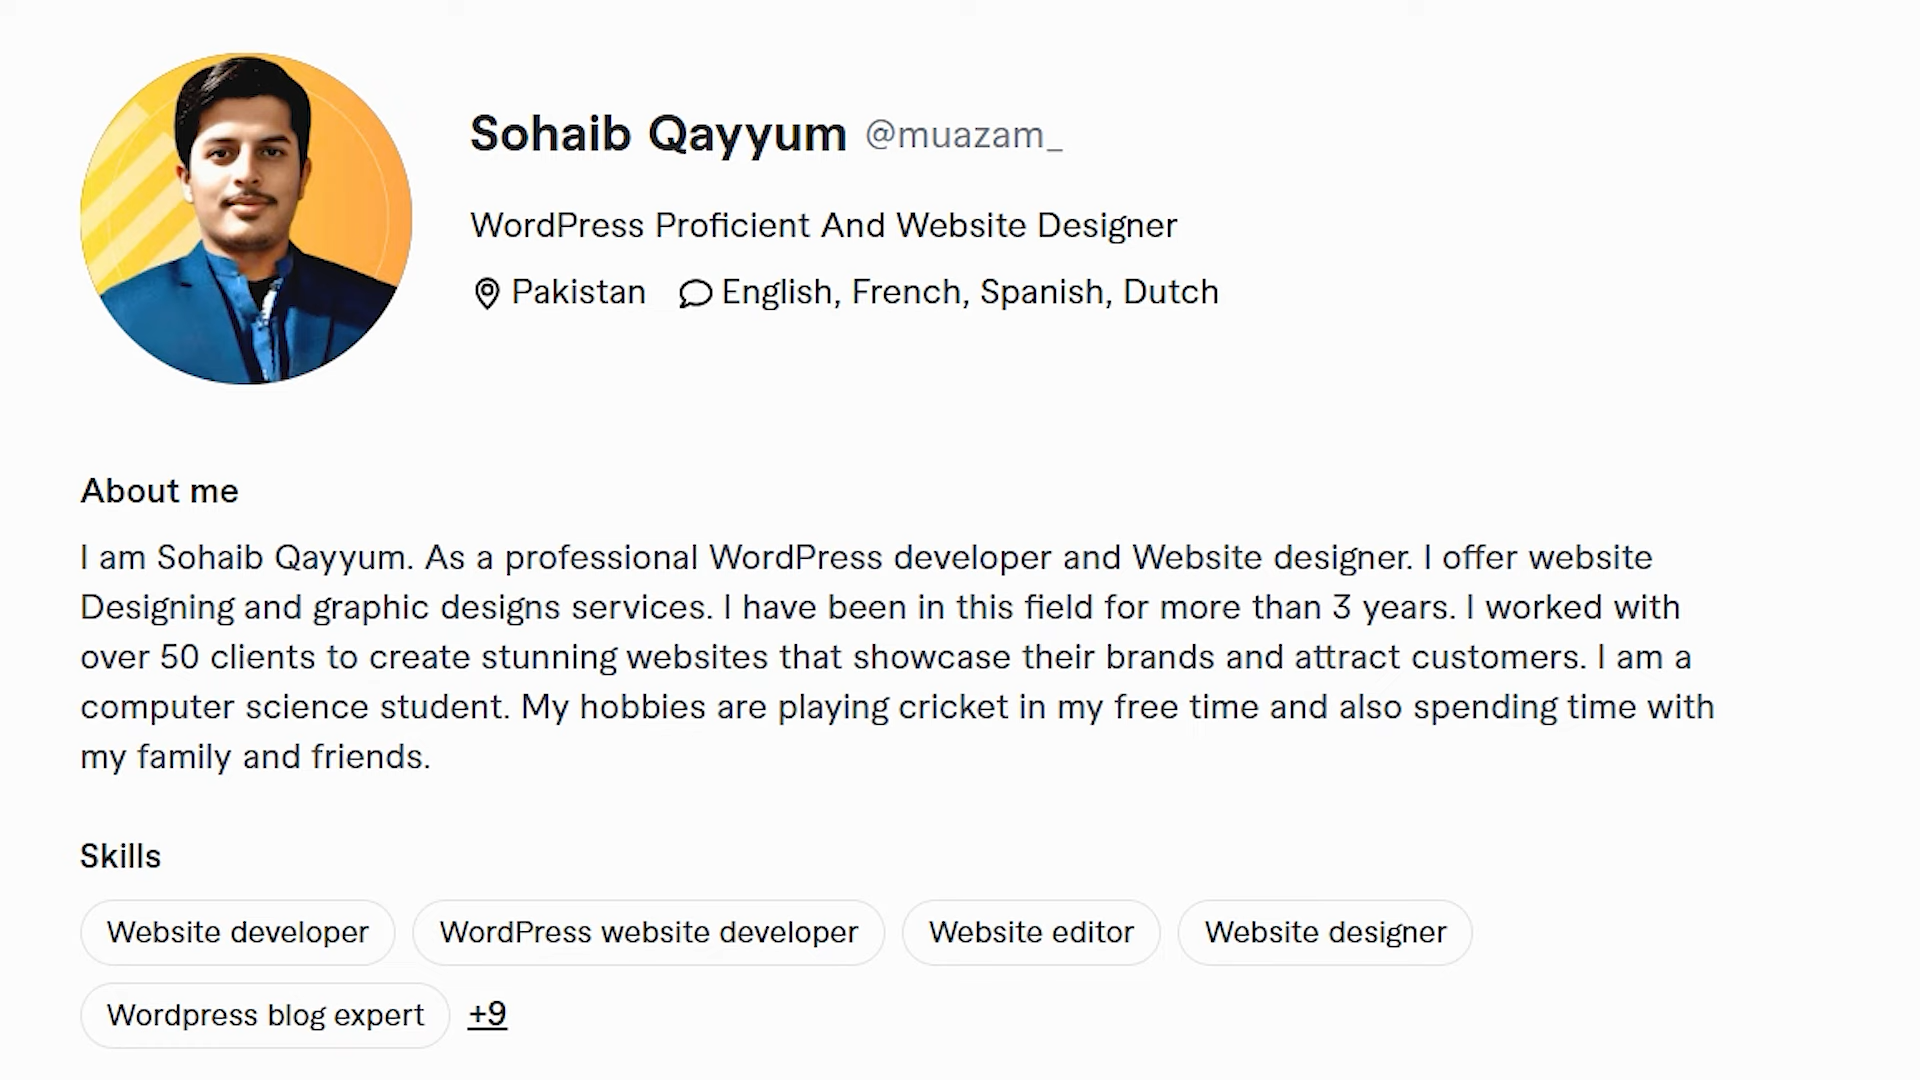 Sohaib Qayyum @muazam_
WordPress Proficient And Website Designer
Pakistan English, French, Spanish, Dutch
About me
I am Sohaib Qayyum. As a professional WordPress developer and Website designer. I offer website
Designing and graphic designs services. I have been in this field for more than 3 years. I worked with
over 50 clients to create stunning websites that showcase their brands and attract customers. I am a
computer science student. My hobbies are playing cricket in my free time and also spending time with
my family and friends.
Skills
Website developer WordPress website developer Website editor Website designer
Wordpress blog expert +9